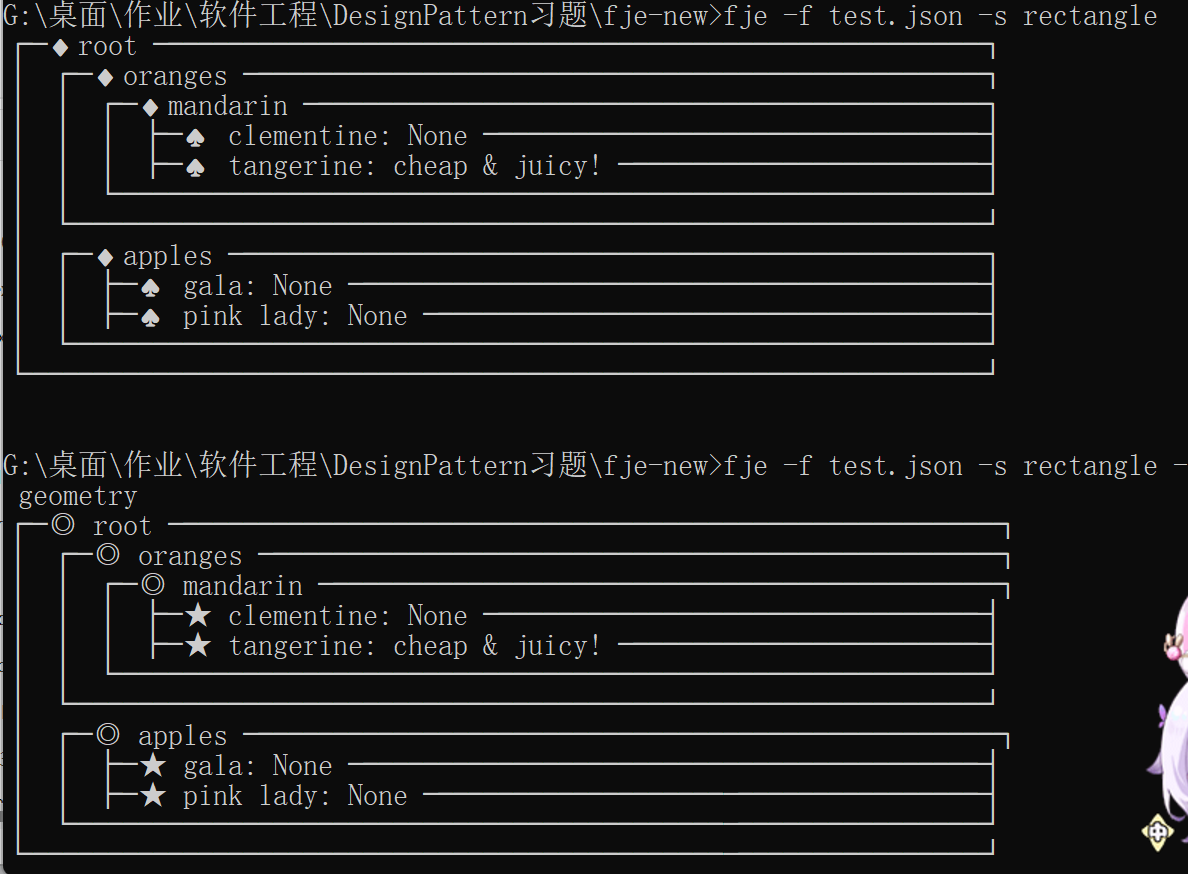 G:\桌面\作业\软件工程\DesignPattern习题\fje-new>fje -f test.json -s rectangle
┌─♦root ─────────────────────────────────────┐
│ ┌─♦oranges ────────────────────────────────┐
│ │ ┌─♦mandarin ─────────────────────────────┤
│ │ │ ├─♠ clementine: None ──────────────────┤
│ │ │ ├─♠ tangerine: cheap & juicy! ─────────┤
│ │ └────────────────────────────────────────┤
│ └──────────────────────────────────────────┘
│ ┌─♦apples ─────────────────────────────────┐
│ │ ├─♠ gala: None ──────────────────────────┤
│ │ ├─♠ pink lady: None ─────────────────────┤
│ └──────────────────────────────────────────┘
└────────────────────────────────────────────┘
G:\桌面\作业\软件工程\DesignPattern习题\fje-new>fje -f test.json -s rectangle -
geometry
┌─◎ root ─────────────────────────────────────┐
│ ┌─◎ oranges ────────────────────────────────┐
│ │ ┌─◎ mandarin ─────────────────────────────┐
│ │ │ ├─★ clementine: None ──────────────────┤
│ │ │ ├─★ tangerine: cheap & juicy! ─────────┤
│ │ └────────────────────────────────────────┤
│ └──────────────────────────────────────────┘
│ ┌─◎ apples ─────────────────────────────────┐
│ │ ├─★ gala: None ──────────────────────────┤
│ │ ├─★ pink lady: None ─────────────────────┤
│ └──────────────────────────────────────────┘
└────────────────────────────────────────────┘